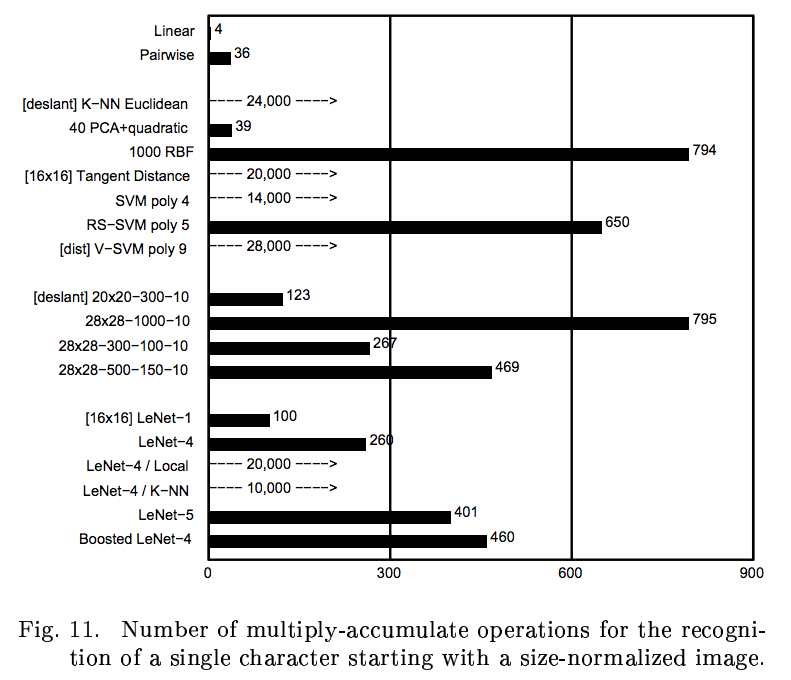 Linear 4
Pairwise 36
[deslant] K−NN Euclidean −−−− 24,000 −−−−>
40 PCA+quadratic 39
1000 RBF 794
[16x16] Tangent Distance −−−− 20,000 −−−−>
SVM poly 4 −−−− 14,000 −−−−>
RS−SVM poly 5 650
[dist] V−SVM poly 9 −−−− 28,000 −−−−>
[deslant] 20x20−300−10 123
28x28−1000−10 795
28x28−300−100−10 267
28x28−500−150−10 469
[16x16] LeNet−1 100
LeNet−4 260
LeNet−4 / Local −−−− 20,000 −−−−>
LeNet−4 / K−NN −−−− 10,000 −−−−>
LeNet−5 401
Boosted LeNet−4 460
0 300 600 900
Fig. 11. Number of multiply-accumulate operations for the recogni-
tion of a single character starting with a size-normalized image.